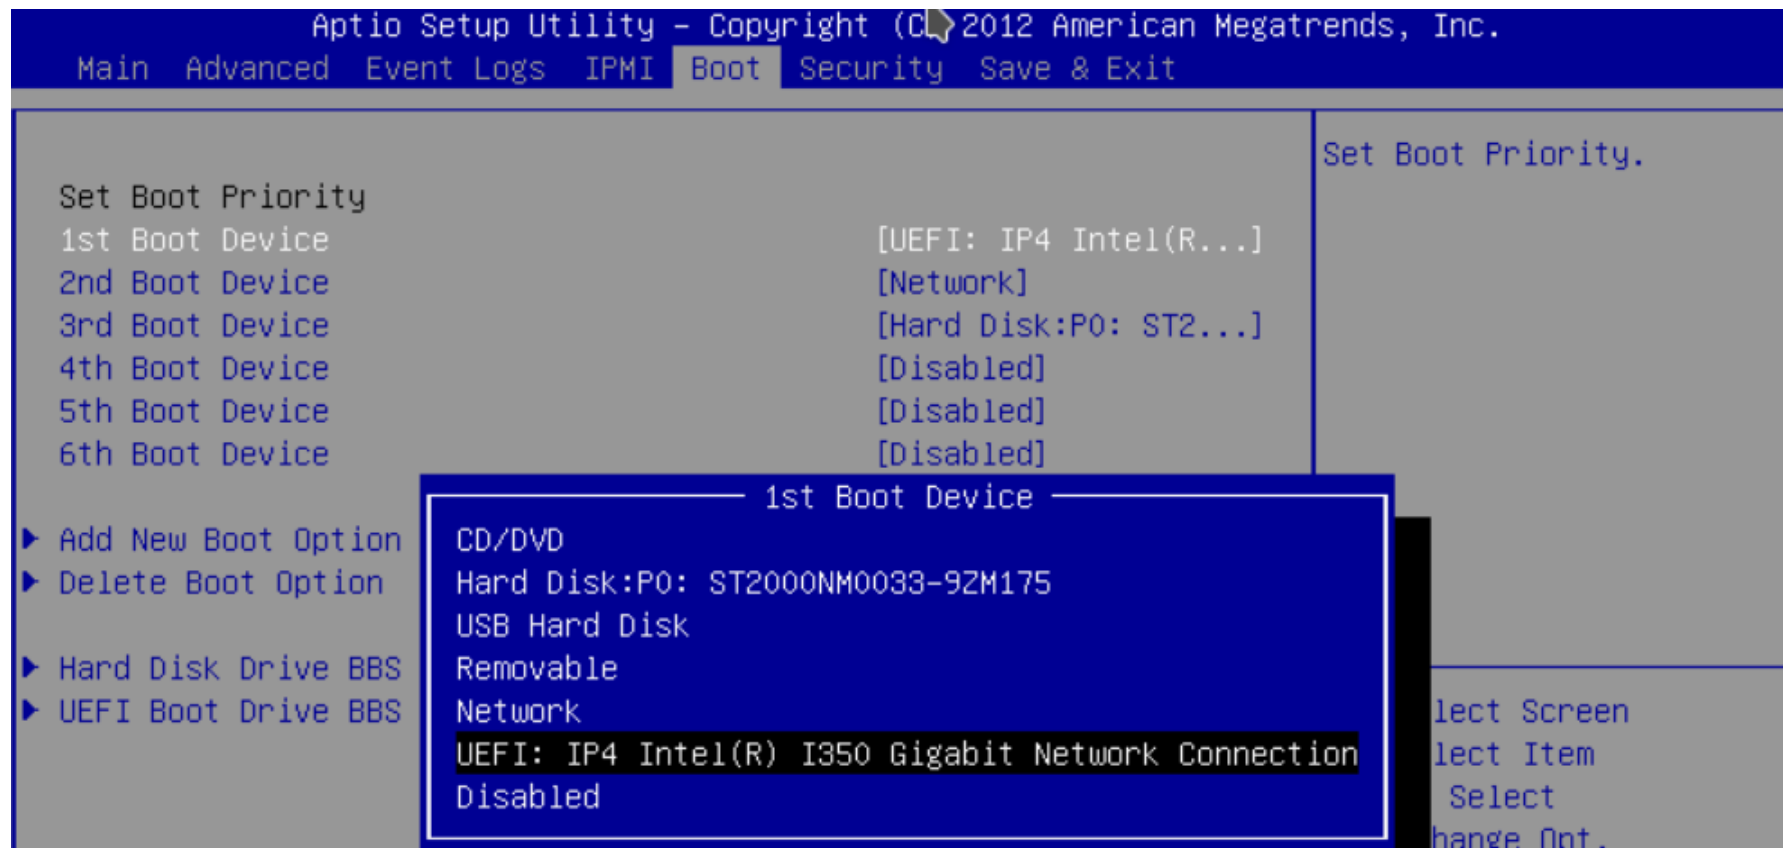 Aptio Setup Utility – Copyright (C 2012 American Megatrends, Inc.
Main Advanced Event Logs IPMI Boot Security Save & Exit
Set Boot Priority.
Set Boot Priority
1st Boot Device [UEFI: IP4 Intel(R...]
2nd Boot Device [Network]
3rd Boot Device [Hard Disk:P0: ST2...]
4th Boot Device [Disabled]
5th Boot Device [Disabled]
6th Boot Device [Disabled]
▶ Add New Boot Option
▶ Delete Boot Option
▶ Hard Disk Drive BBS
▶ UEFI Boot Drive BBS
1st Boot Device
CD/DVD
Hard Disk:P0: ST2000NM0033-9ZM175
USB Hard Disk
Removable
Network
UEFI: IP4 Intel(R) I350 Gigabit Network Connection
Disabled
lect Screen
lect Item
Select
hange Opt.